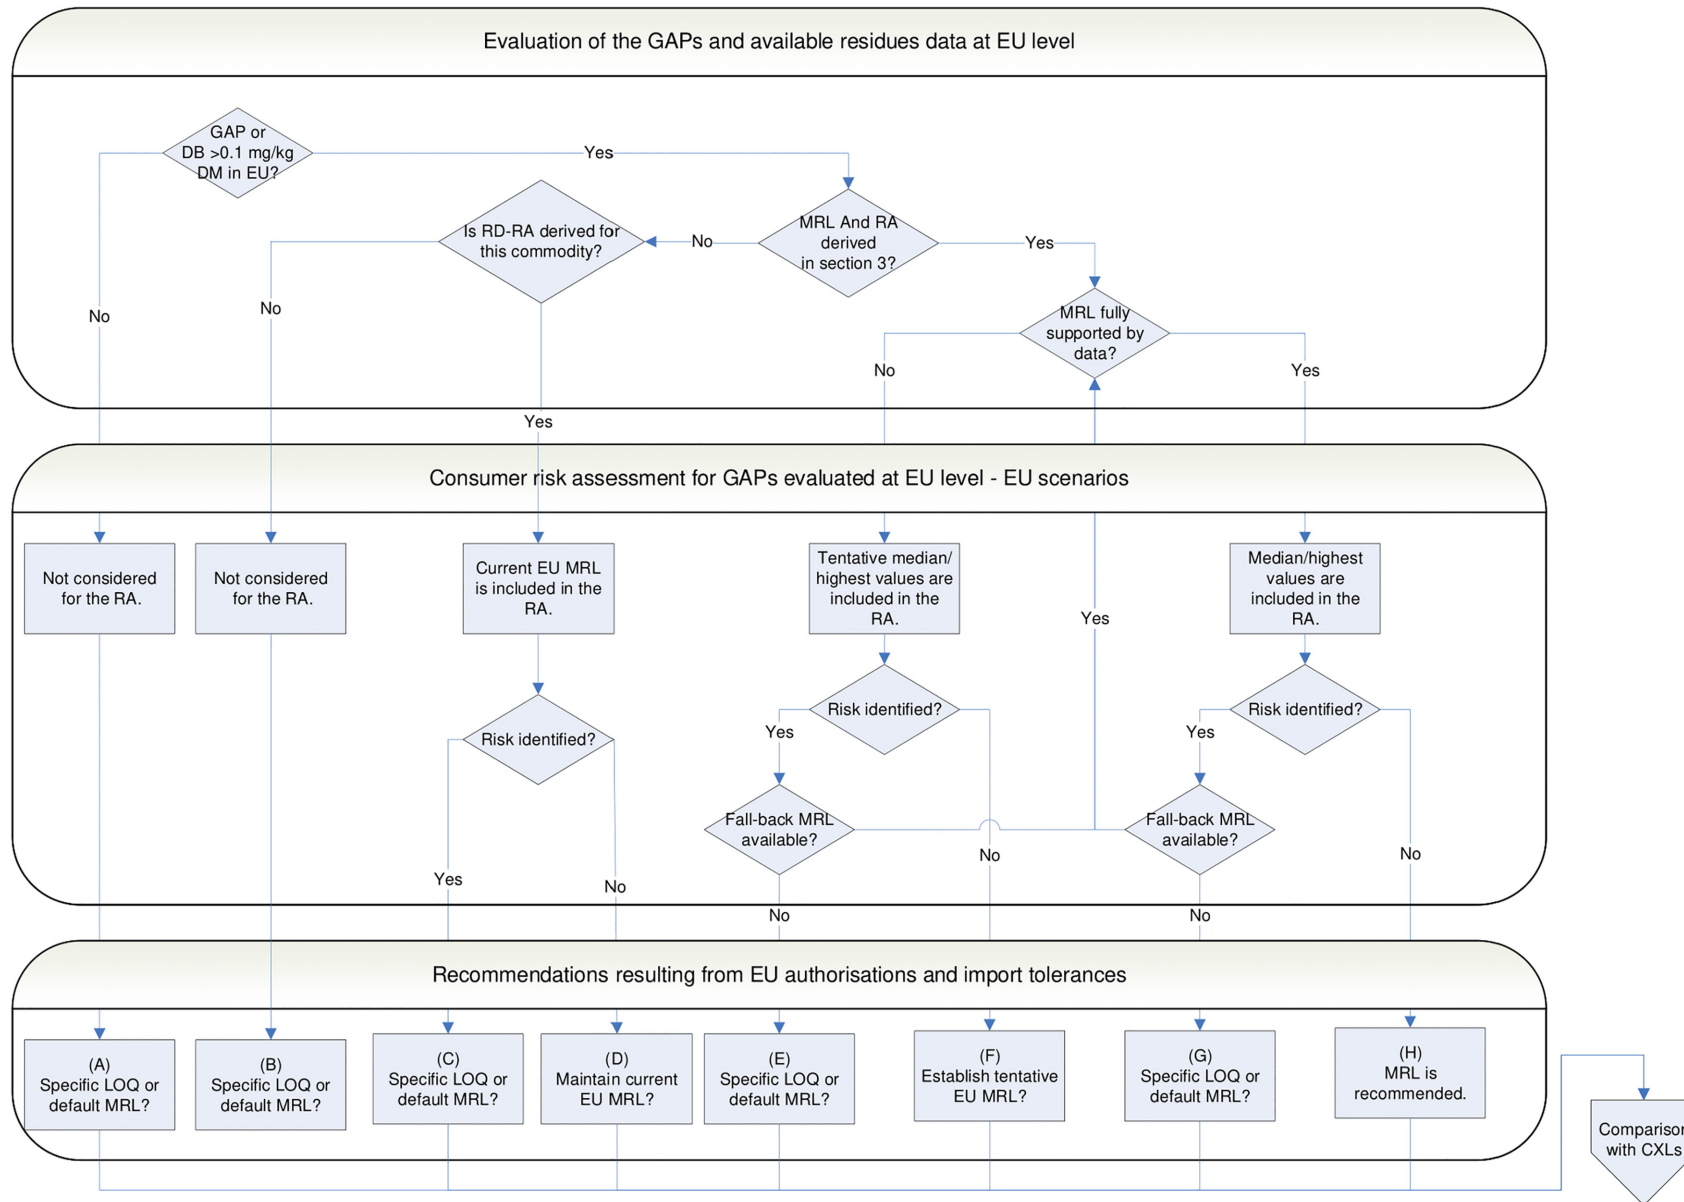 Evaluation of the GAPs and available residues data at EU level
GAP or
DB >0.1 mg/kg
DM in EU?
Yes
Is RD-RA derived for
this commodity?
No
MRL And RA
derived
in section 3?
Yes
No
No
MRL fully
supported by
data?
No
Yes
Yes
Consumer risk assessment for GAPs evaluated at EU level - EU scenarios
Not considered
for the RA.
Not considered
for the RA.
Current EU MRL
is included in the
RA.
Tentative median/
highest values are
included in the
RA.
Yes
Median/highest
values are
included in the
RA.
Risk identified?
Risk identified?
Risk identified?
Yes
Yes
Fall-back MRL
available?
Fall-back MRL
available?
Yes
No
No
No
No
No
Recommendations resulting from EU authorisations and import tolerances
(A)
Specific LOQ or
default MRL?
(B)
Specific LOQ or
default MRL?
(C)
Specific LOQ or
default MRL?
(D)
Maintain current
EU MRL?
(E)
Specific LOQ or
default MRL?
(F)
Establish tentative
EU MRL?
(G)
Specific LOQ or
default MRL?
(H)
MRL is
recommended.
Comparison
with CXLs